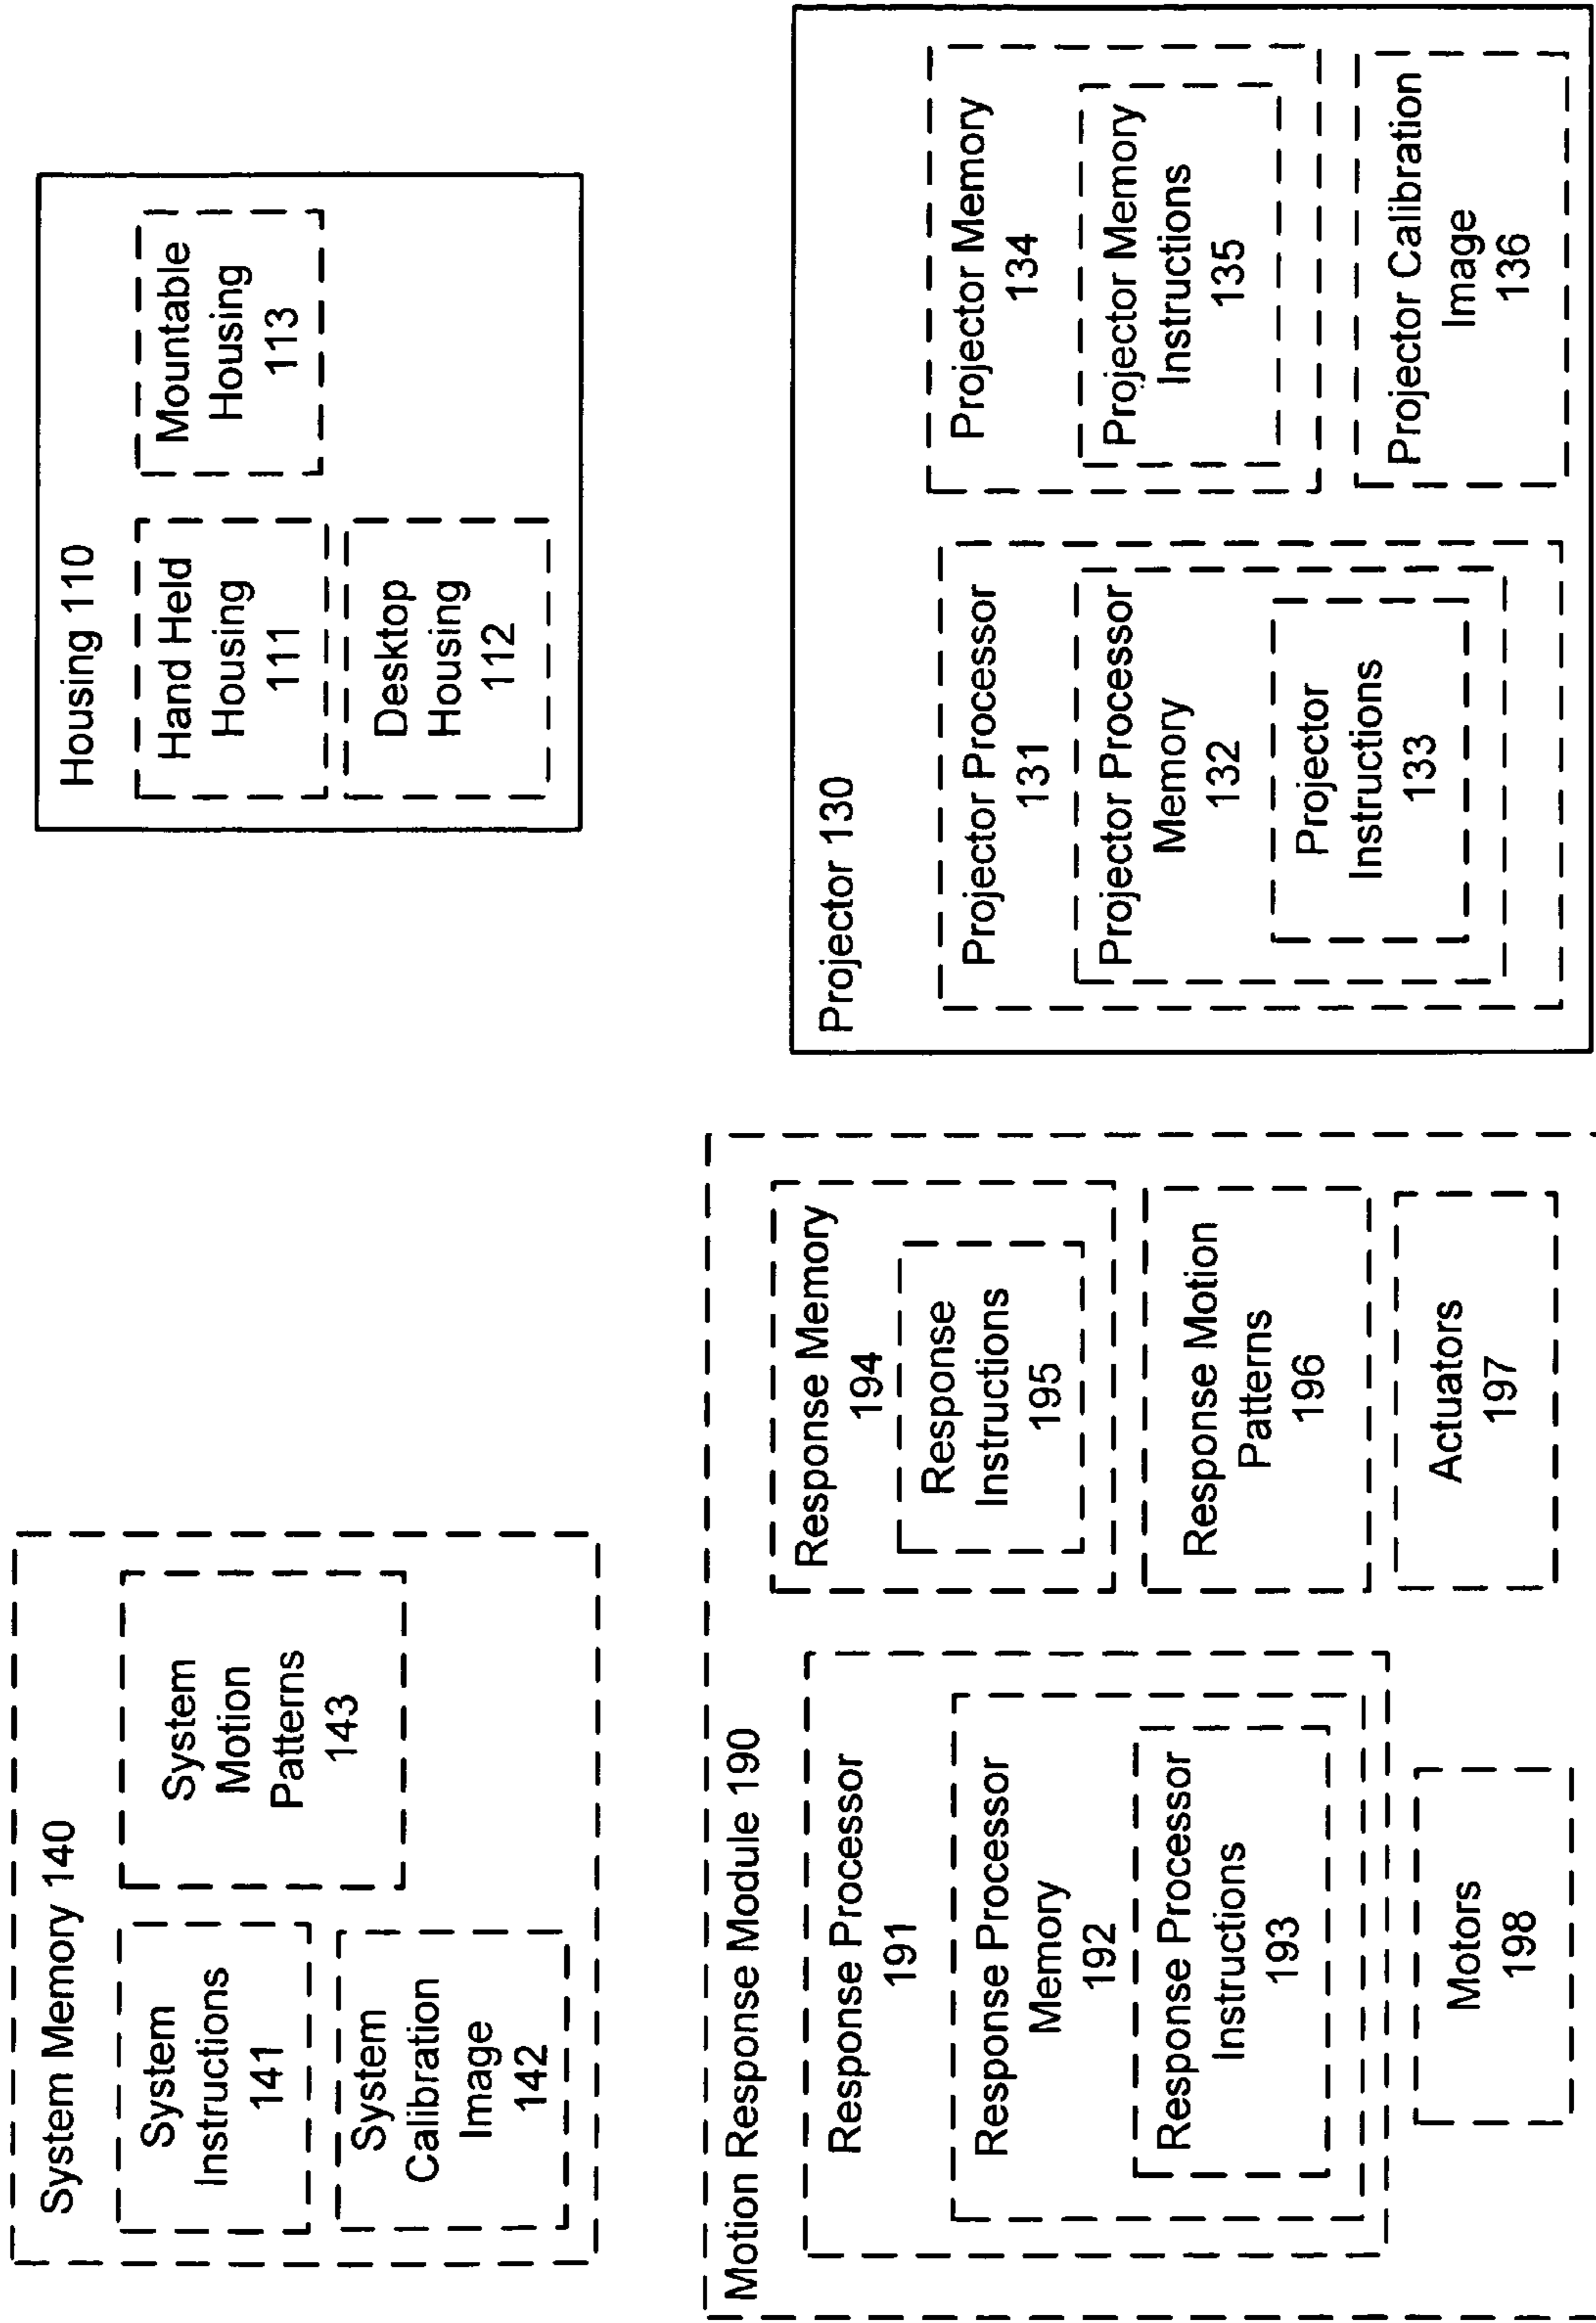 System Memory 140
System
Instructions
141
System
Calibration
Image
142
System
Motion
Patterns
143
Housing 110
Hand Held
Housing
111
Desktop
Housing
112
Mountable
Housing
113
Motion Response Module 190
Response Processor
191
Response Processor
Memory
192
Response Processor
Instructions
193
Motors
198
Response Memory
194
Response
Instructions
195
Response Motion
Patterns
196
Actuators
197
Projector 130
Projector Processor
131
Projector Processor
Memory
132
Projector
Instructions
133
Projector Memory
134
Projector Memory
Instructions
135
Projector Calibration
Image
136